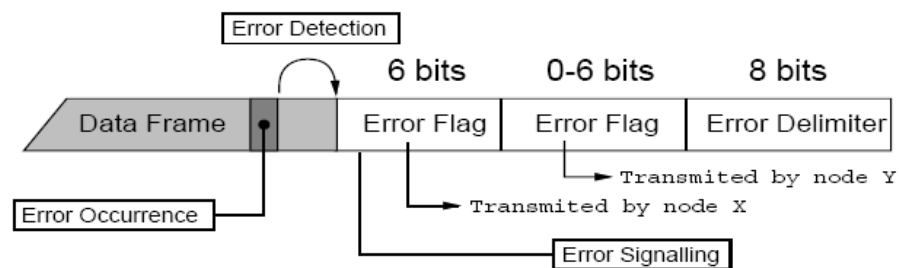 Error Detection
6 bits
0-6 bits
8 bits
Data Frame
Error Flag
Error Flag
Error Delimiter
Transmited by node Y
Transmited by node X
Error Occurrence
Error Signalling